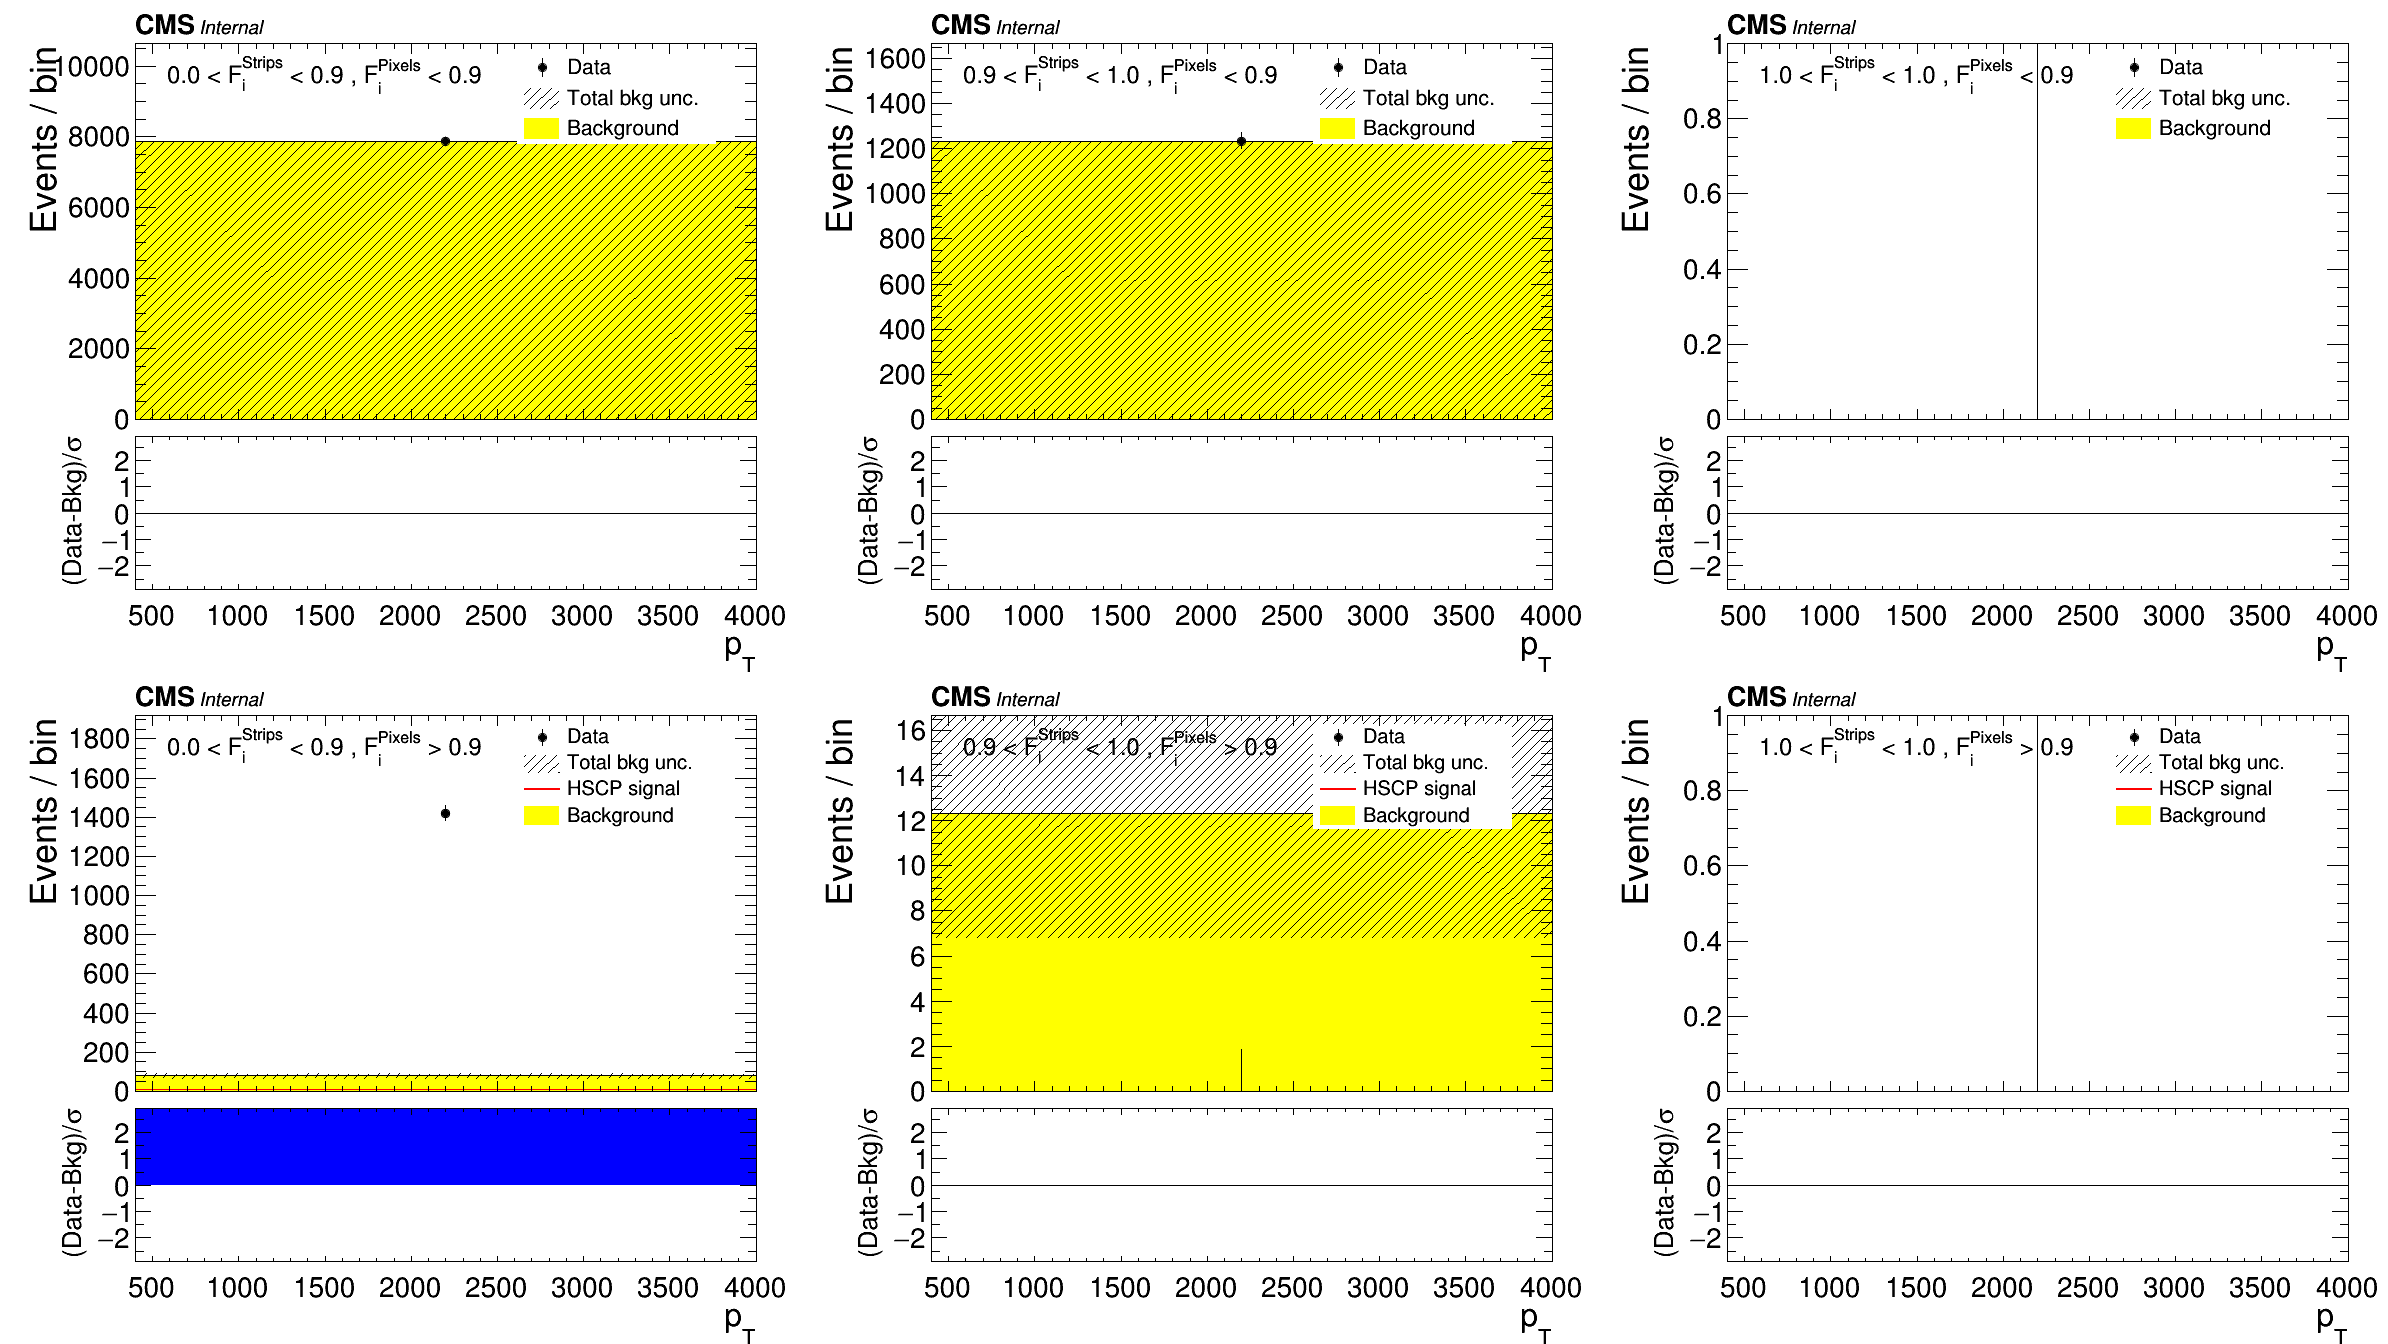 CMS Internal
Events / bin
0.0 < F_i^Strips < 0.9 , F_i^Pixels < 0.9
Data
Total bkg unc.
Background
10000
8000
6000
4000
2000
0
(Data-Bkg)/σ
2
1
0
−1
−2
500 1000 1500 2000 2500 3000 3500 4000
p_T
CMS Internal
Events / bin
0.9 < F_i^Strips < 1.0 , F_i^Pixels < 0.9
Data
Total bkg unc.
Background
1600
1400
1200
1000
800
600
400
200
0
(Data-Bkg)/σ
2
1
0
−1
−2
500 1000 1500 2000 2500 3000 3500 4000
p_T
CMS Internal
Events / bin
1.0 < F_i^Strips < 1.0 , F_i^Pixels < 0.9
Data
Total bkg unc.
Background
1
0.8
0.6
0.4
0.2
0
(Data-Bkg)/σ
2
1
0
−1
−2
500 1000 1500 2000 2500 3000 3500 4000
p_T
CMS Internal
Events / bin
0.0 < F_i^Strips < 0.9 , F_i^Pixels > 0.9
Data
Total bkg unc.
HSCP signal
Background
1800
1600
1400
1200
1000
800
600
400
200
0
(Data-Bkg)/σ
2
1
0
−1
−2
500 1000 1500 2000 2500 3000 3500 4000
p_T
CMS Internal
Events / bin
0.9 < F_i^Strips < 1.0 , F_i^Pixels > 0.9
Data
Total bkg unc.
HSCP signal
Background
16
14
12
10
8
6
4
2
0
(Data-Bkg)/σ
2
1
0
−1
−2
500 1000 1500 2000 2500 3000 3500 4000
p_T
CMS Internal
Events / bin
1.0 < F_i^Strips < 1.0 , F_i^Pixels > 0.9
Data
Total bkg unc.
HSCP signal
Background
1
0.8
0.6
0.4
0.2
0
(Data-Bkg)/σ
2
1
0
−1
−2
500 1000 1500 2000 2500 3000 3500 4000
p_T